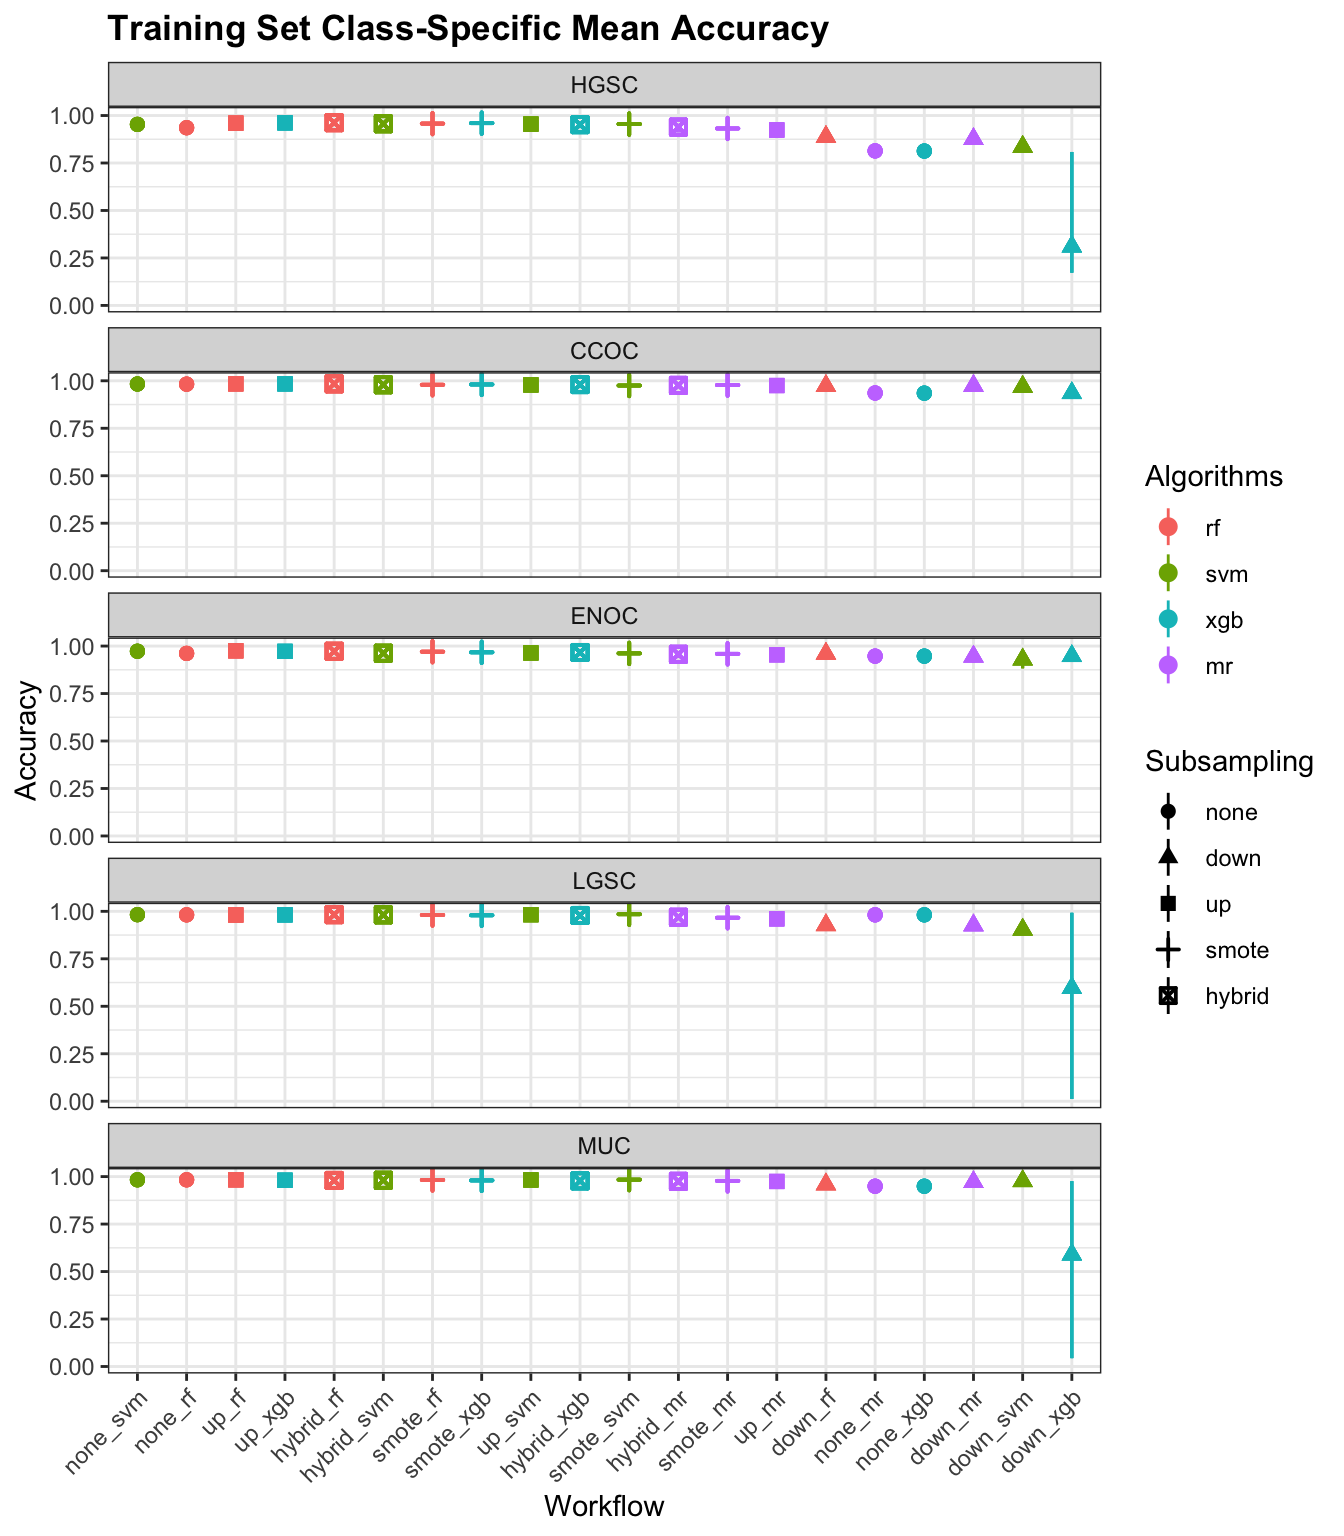 Training Set Class-Specific Mean Accuracy
HGSC
1.00
0.75
0.50
0.25
0.00
CCOC
1.00
0.75
0.50
0.25
0.00
ENOC
1.00
0.75
0.50
0.25
0.00
LGSC
1.00
0.75
0.50
0.25
0.00
MUC
1.00
0.75
0.50
0.25
0.00
Accuracy
none_svm
none_rf
up_rf
up_xgb
hybrid_rf
hybrid_svm
smote_rf
smote_xgb
up_svm
hybrid_xgb
smote_svm
hybrid_mr
smote_mr
up_mr
down_rf
none_mr
none_xgb
down_mr
down_svm
down_xgb
Workflow
Algorithms
rf
svm
xgb
mr
Subsampling
none
down
up
smote
hybrid